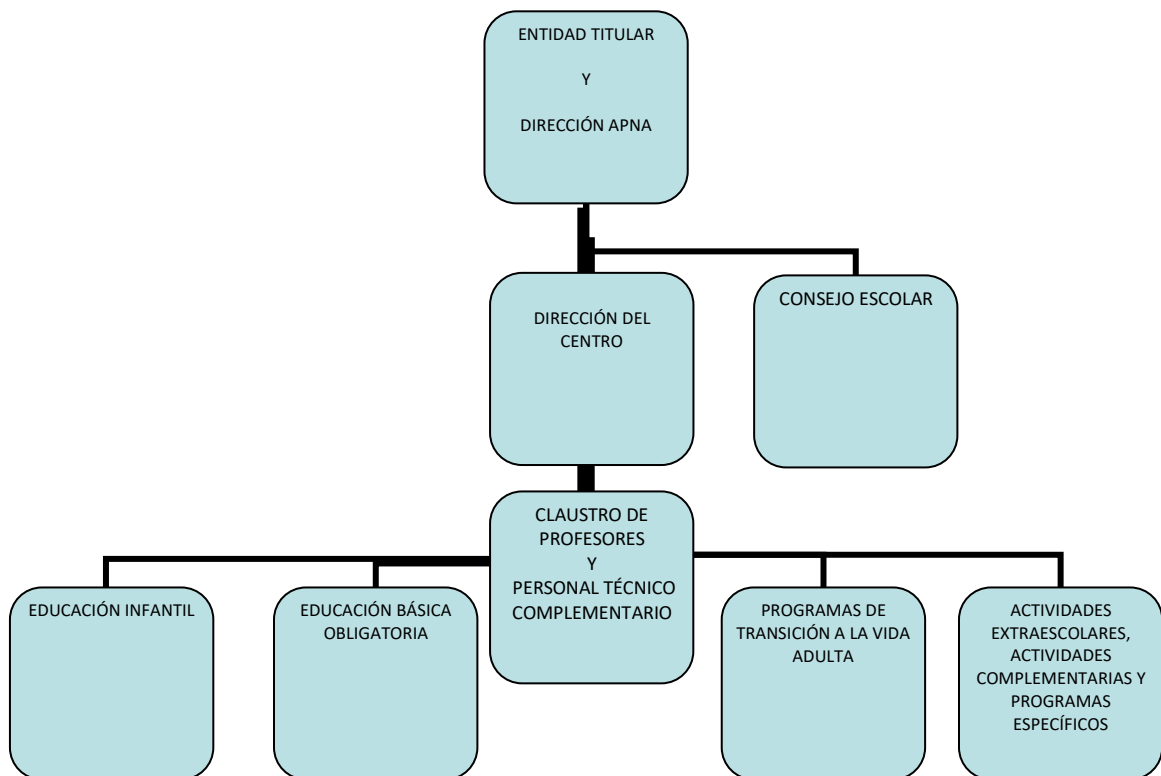 ENTIDAD TITULAR
Y
DIRECCIÓN APNA
DIRECCIÓN DEL
CENTRO
CONSEJO ESCOLAR
CLAUSTRO DE
PROFESORES
Y
PERSONAL TÉCNICO
COMPLEMENTARIO
EDUCACIÓN INFANTIL
EDUCACIÓN BÁSICA
OBLIGATORIA
PROGRAMAS DE
TRANSICIÓN A LA VIDA
ADULTA
ACTIVIDADES
EXTRAESCOLARES,
ACTIVIDADES
COMPLEMENTARIAS Y
PROGRAMAS
ESPECÍFICOS